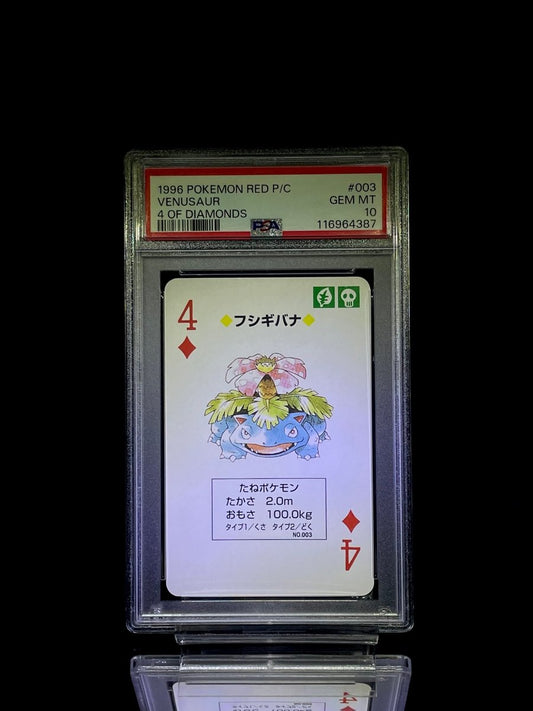 1996 POKEMON RED P/C #003
VENUSAUR GEM MT
4 OF DIAMONDS PSA 10
116964387
4
フシギバナ
たねポケモン
たかさ 2.0m
おもさ 100.0kg
タイプ1/くさ タイプ2/どく
NO.003
4